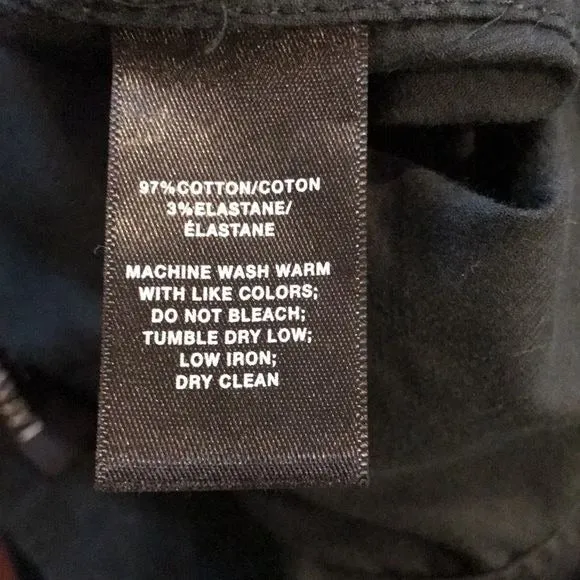 97%COTTON/COTON
3%ELASTANE/
ÉLASTANE
MACHINE WASH WARM
WITH LIKE COLORS;
DO NOT BLEACH;
TUMBLE DRY LOW;
LOW IRON;
DRY CLEAN